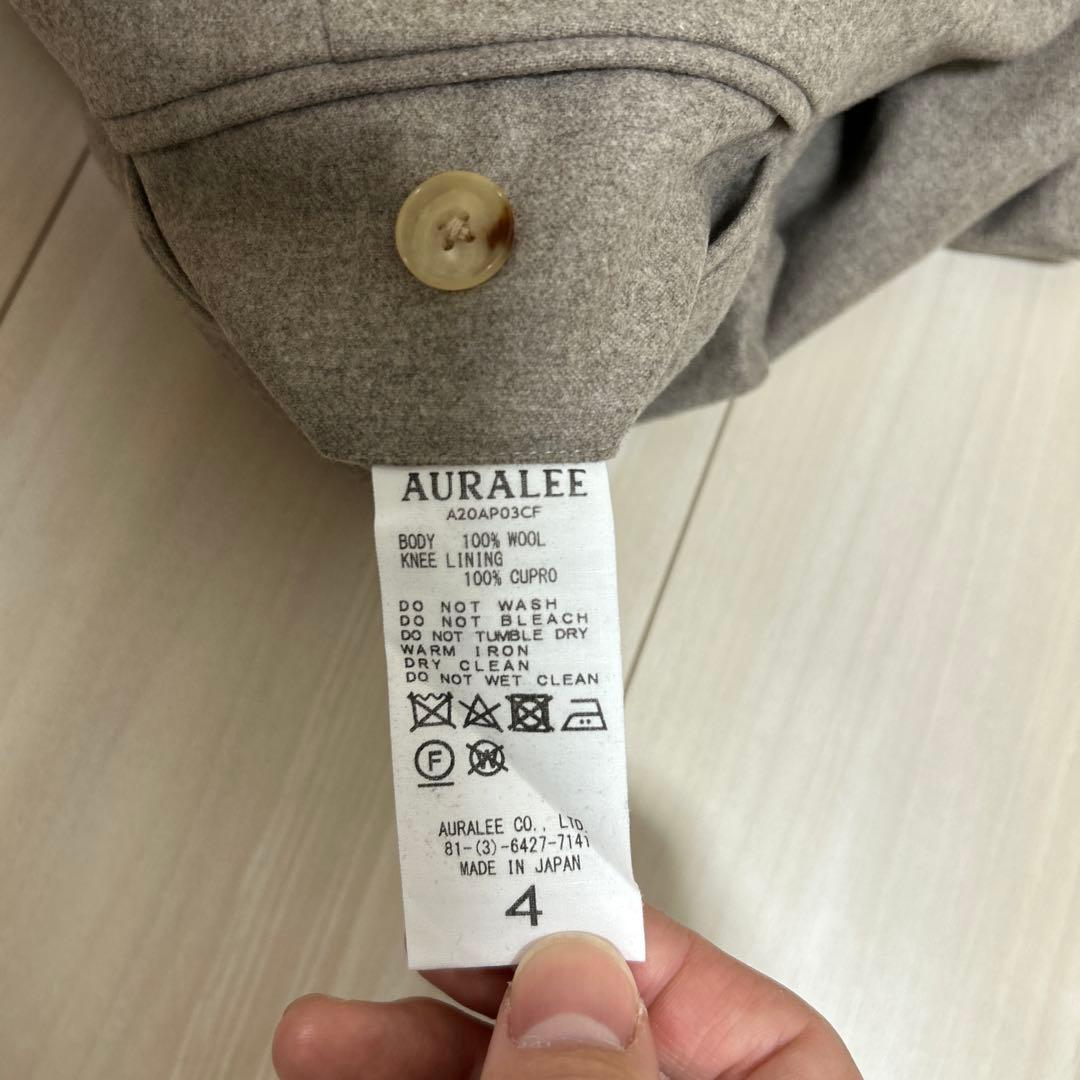 AURALEE
A20AP03CF
BODY 100% WOOL
KNEE LINING
100% CUPRO
DO NOT WASH
DO NOT BLEACH
DO NOT TUMBLE DRY
WARM IRON
DRY CLEAN
DO NOT WET CLEAN
F
W
AURALEE CO., LTD.
81-(3)-6427-7141
MADE IN JAPAN
4